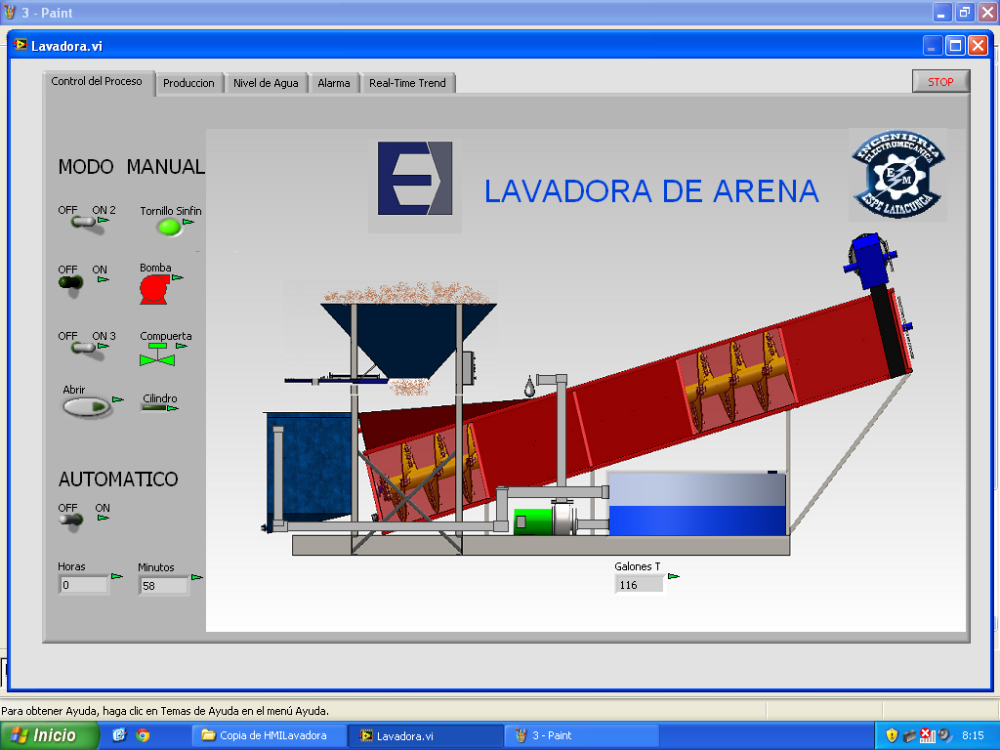 3 - Paint
Lavadora.vi
Control del Proceso
Produccion
Nivel de Agua
Alarma
Real-Time Trend
STOP
MODO MANUAL
LAVADORA DE ARENA
INGENIERIA
ELECTROMECANICA
E M
ESPE LATACUNGA
OFF ON 2
Tornillo Sinfin
OFF ON
Bomba
OFF ON 3
Compuerta
Abrir
Cilindro
AUTOMATICO
OFF ON
Horas
Minutos
0
58
Galones T
116
Para obtener Ayuda, haga clic en Temas de Ayuda en el menú Ayuda.
Inicio
Copia de HMILavadora
Lavadora.vi
3 - Paint
8:15